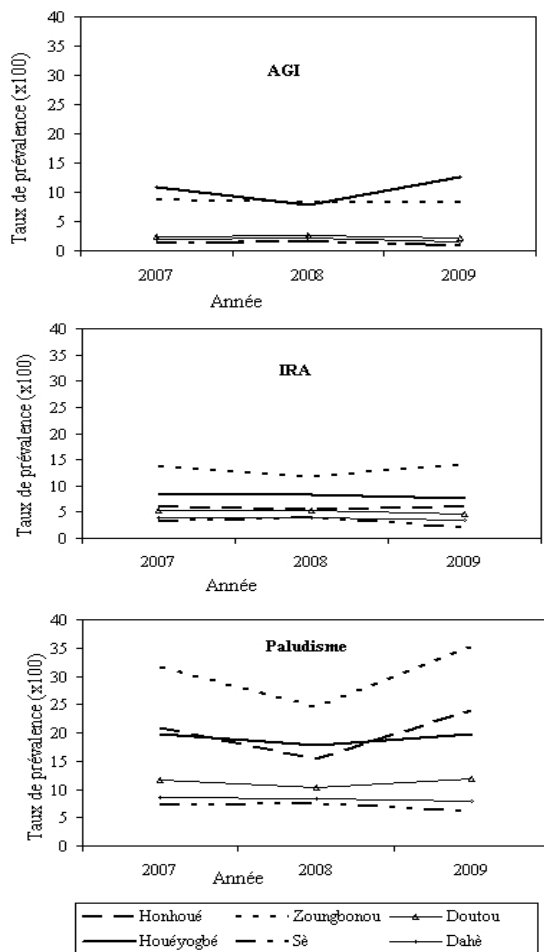 AGI
Taux de prévalence (x100)
40
35
30
25
20
15
10
5
0
2007 2008 2009
Année
IRA
Taux de prévalence (x100)
40
35
30
25
20
15
10
5
0
2007 2008 2009
Année
Paludisme
Taux de prévalence (x100)
40
35
30
25
20
15
10
5
0
2007 2008 2009
Année
Honhoué Zoungbonou Doutou
Houéyogbé Sè Dahè